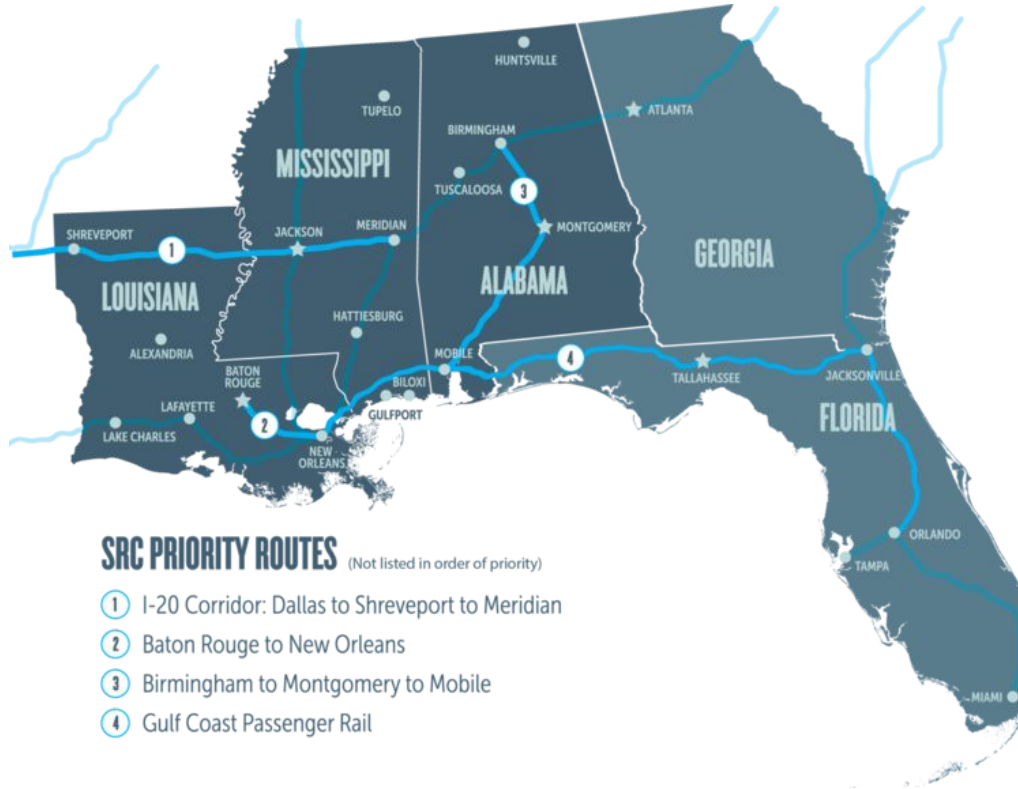 HUNTSVILLE
TUPELO
ATLANTA
BIRMINGHAM
MISSISSIPPI
TUSCALOOSA
3
SHREVEPORT
1
JACKSON
MERIDIAN
MONTGOMERY
GEORGIA
ALABAMA
LOUISIANA
HATTIESBURG
ALEXANDRIA
MOBILE
4
BATON
ROUGE
BILOXI
TALLAHASSEE
JACKSONVILLE
LAFAYETTE
GULFPORT
FLORIDA
2
LAKE CHARLES
NEW
ORLEANS
ORLANDO
TAMPA
MIAMI
SRC PRIORITY ROUTES (Not listed in order of priority)
1 I-20 Corridor: Dallas to Shreveport to Meridian
2 Baton Rouge to New Orleans
3 Birmingham to Montgomery to Mobile
4 Gulf Coast Passenger Rail